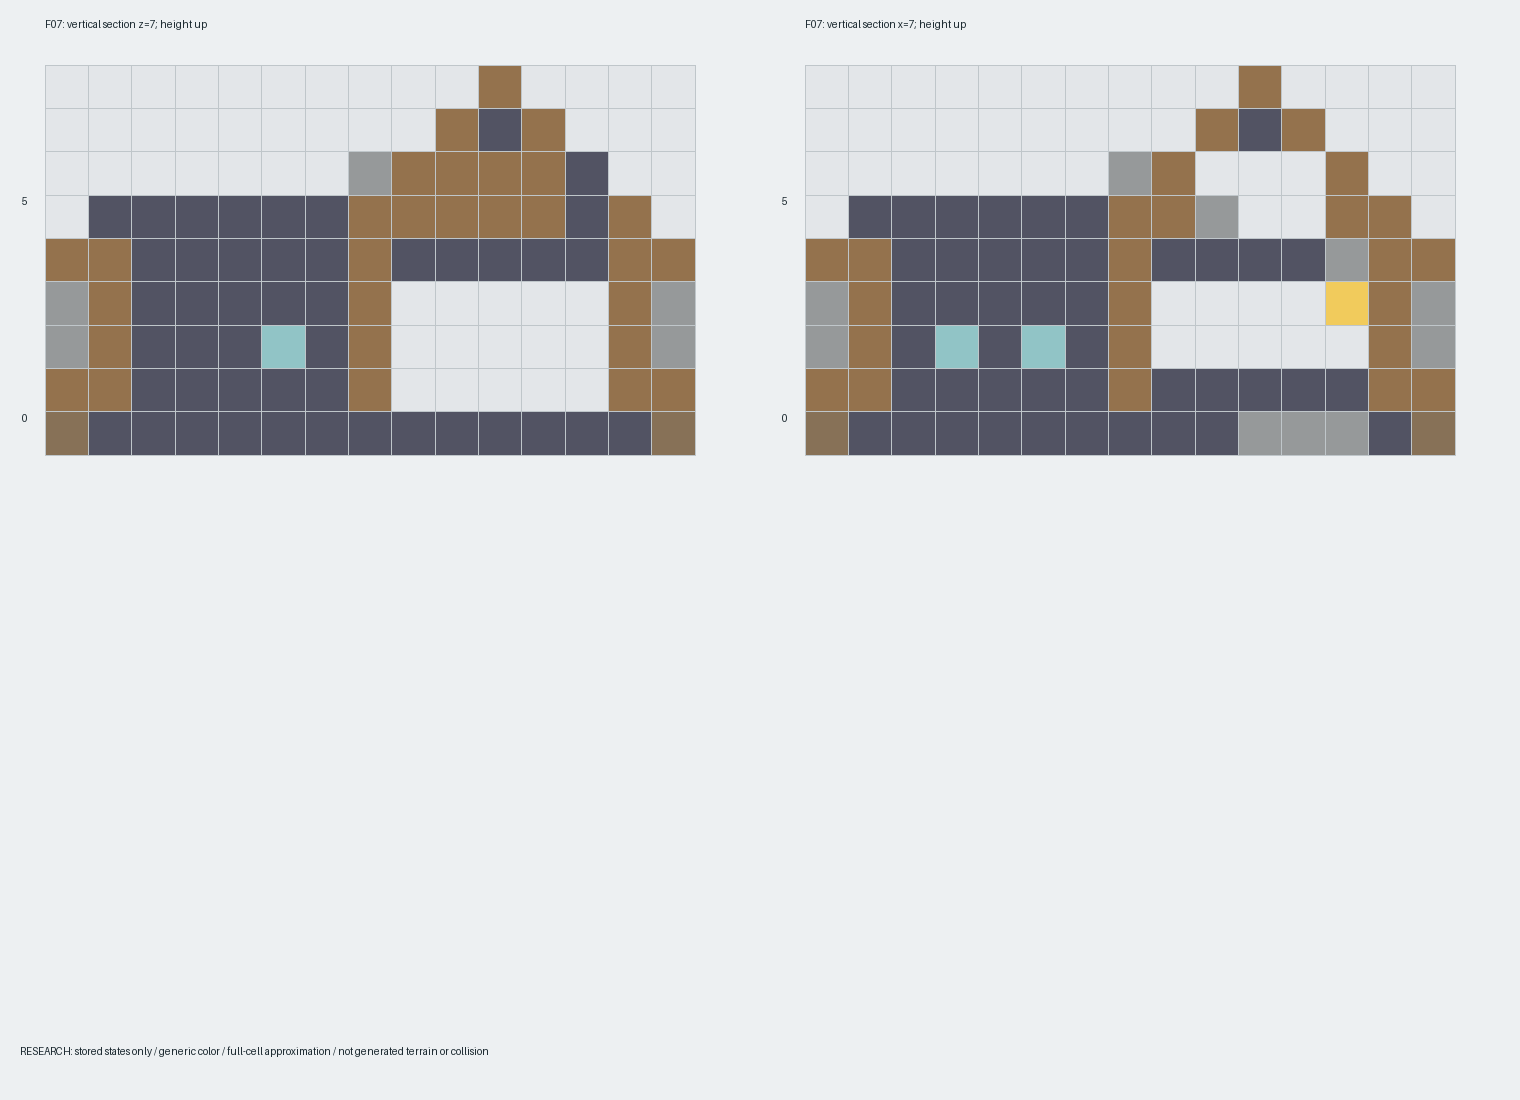 F07: vertical section z=7; height up
F07: vertical section x=7; height up
5
5
0
0
RESEARCH: stored states only / generic color / full-cell approximation / not generated terrain or collision